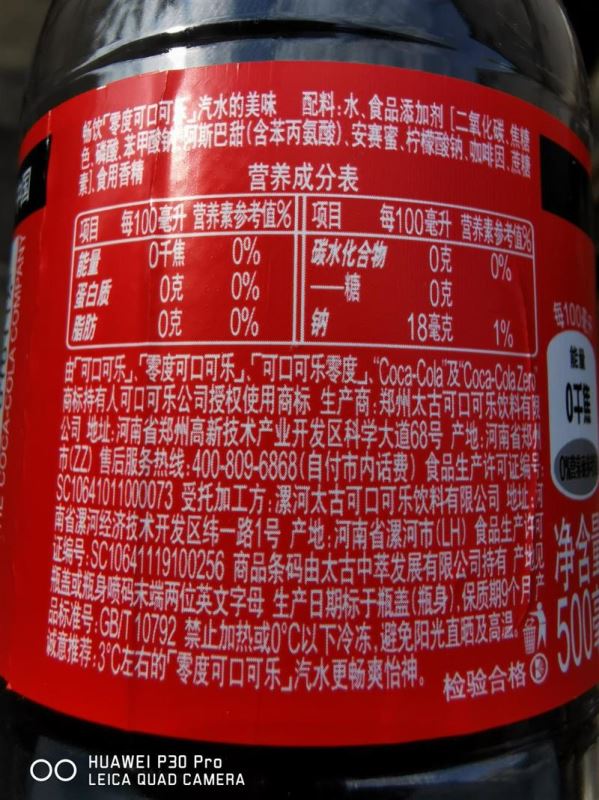 畅饮「零度可口可乐」汽水的美味 配料:水、食品添加剂[二氧化碳、焦糖
色、磷酸、苯甲酸钠、阿斯巴甜(含苯丙氨酸)、安赛蜜、柠檬酸钠、咖啡因、蔗糖
素]、食用香精
营养成分表
项目 每100毫升 营养素参考值% 项目 每100毫升 营养素参考值%
能量 0千焦 0% 碳水化合物 0克 0%
蛋白质 0克 0% ——糖 0克
脂肪 0克 0% 钠 18毫克 1%
由「可口可乐」、「零度可口可乐」、「可口可乐零度」、“Coca-Cola”及“Coca-Cola Zero”
商标持有人可口可乐公司授权使用商标 生产商:郑州太古可口可乐饮料有限
公司 地址:河南省郑州高新技术产业开发区科学大道68号 产地:河南省郑州
市(ZZ) 售后服务热线:400-809-6868(自付市内话费) 食品生产许可证编号:
SC10641011000073 受托加工方:漯河太古可口可乐饮料有限公司 地址:河
南省漯河经济技术开发区纬一路1号 产地:河南省漯河市(LH) 食品生产许可
证编号:SC10641119100256 商品条码由太古中萃发展有限公司持有 产地见
瓶盖或瓶身喷码末端两位英文字母 生产日期标于瓶盖(瓶身),保质期9个月 产
品标准号:GB/T 10792 禁止加热或0°C以下冷冻,避免阳光直晒及高温。
诚意推荐:3°C左右的「零度可口可乐」汽水更畅爽怡神。
检验合格
每100毫升
能量
0千焦
净含量
500
THE COCA-COLA COMPANY
HUAWEI P30 Pro
LEICA QUAD CAMERA